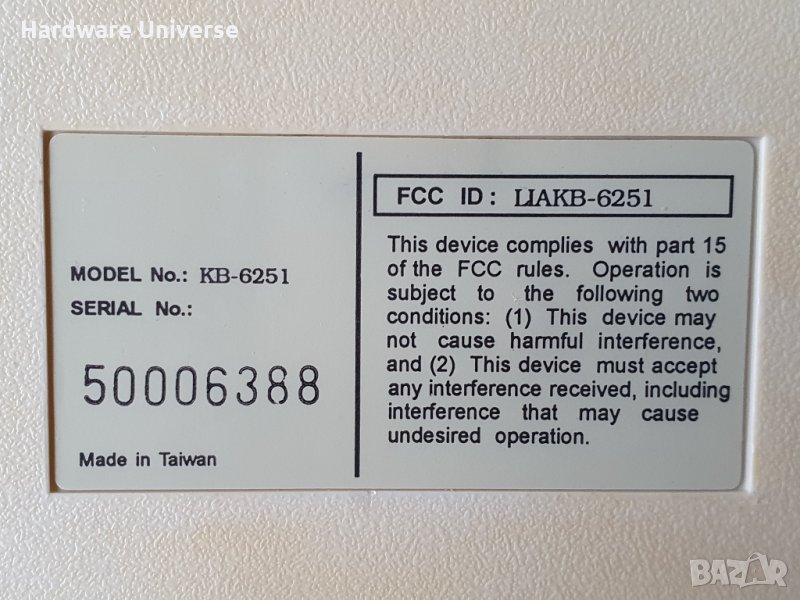 Hardware Universe
MODEL No.: KB-6251
SERIAL No.:
50006388
Made in Taiwan
FCC ID: LIAKB-6251
This device complies with part 15
of the FCC rules. Operation is
subject to the following two
conditions: (1) This device may
not cause harmful interference,
and (2) This device must accept
any interference received, including
interference that may cause
undesired operation.
BAZAR